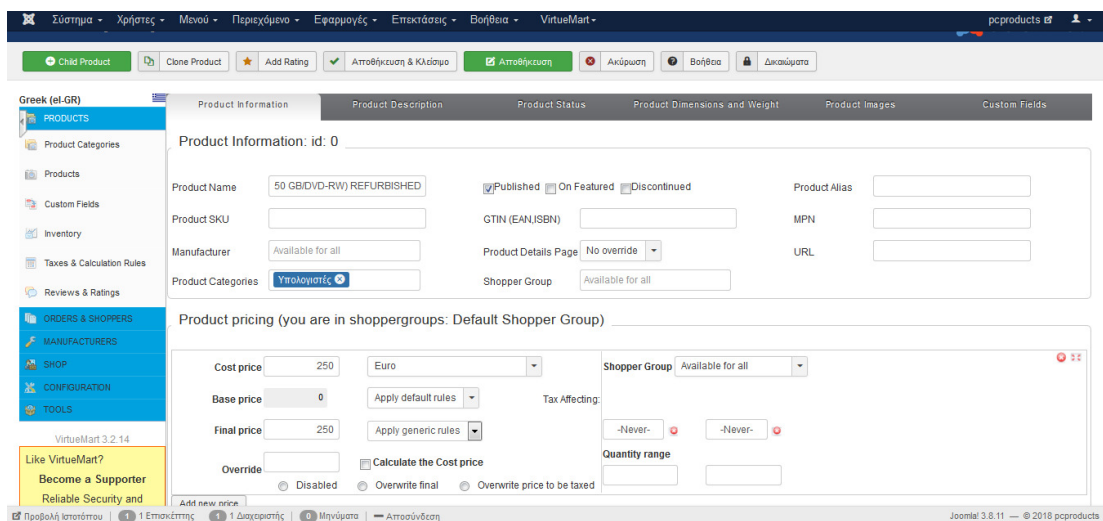 Σύστημα Χρήστες Μενού Περιεχόμενο Εφαρμογές Επεκτάσεις Βοήθεια VirtueMart pcproducts
Child Product Clone Product Add Rating Αποθήκευση & Κλείσιμο Αποθήκευση Ακύρωση Βοήθεια Δικαιώματα
Greek (el-GR)
PRODUCTS
Product Categories
Products
Custom Fields
Inventory
Taxes & Calculation Rules
Reviews & Ratings
ORDERS & SHOPPERS
MANUFACTURERS
SHOP
CONFIGURATION
TOOLS
VirtueMart 3.2.14
Like VirtueMart?
Become a Supporter
Reliable Security and
Product Information Product Description Product Status Product Dimensions and Weight Product Images Custom Fields
Product Information: id: 0
Product Name 50 GB/DVD-RW) REFURBISHED Published On Featured Discontinued Product Alias
Product SKU GTIN (EAN,ISBN) MPN
Manufacturer Available for all Product Details Page No override URL
Product Categories Υπολογιστές Shopper Group Available for all
Product pricing (you are in shoppergroups: Default Shopper Group)
Cost price 250 Euro Shopper Group Available for all
Base price 0 Apply default rules Tax Affecting:
Final price 250 Apply generic rules -Never- -Never-
Quantity range
Override Calculate the Cost price
Disabled Overwrite final Overwrite price to be taxed
Add new price
Προβολή Ιστοτόπου 1 1 Επισκέπτης 1 1 Διαχειριστής 0 Μηνύματα Αποσύνδεση Joomla! 3.8.11 — © 2018 pcproducts